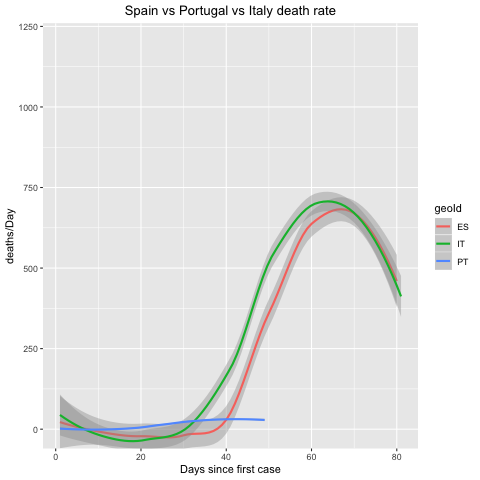 Spain vs Portugal vs Italy death rate
1250
1000
750
500
250
0
deaths/Day
0 20 40 60 80
Days since first case
geoId
ES
IT
PT